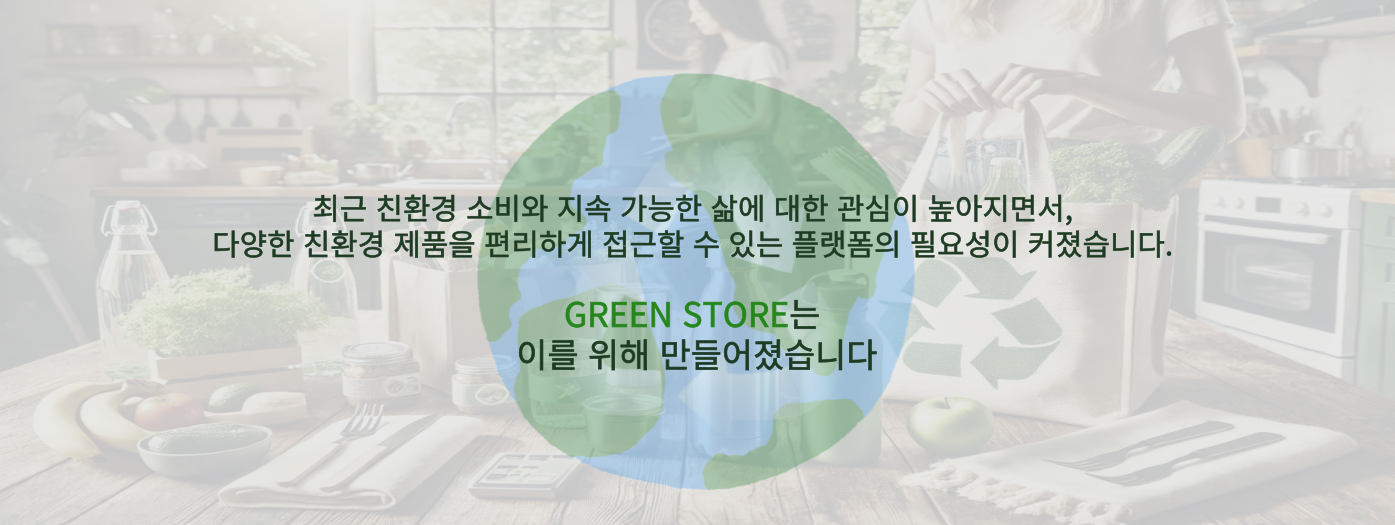 최근 친환경 소비와 지속 가능한 삶에 대한 관심이 높아지면서,
다양한 친환경 제품을 편리하게 접근할 수 있는 플랫폼의 필요성이 커졌습니다.
GREEN STORE는
이를 위해 만들어졌습니다